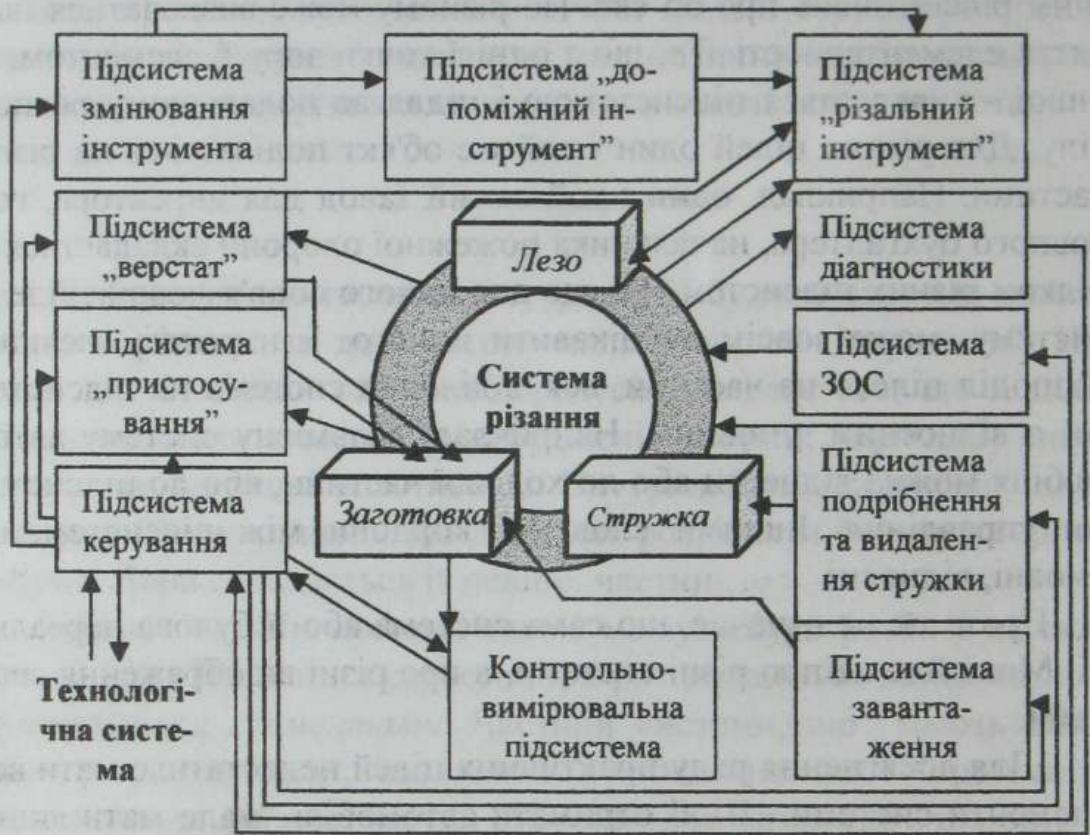 Підсистема
змінювання
інструмента
Підсистема „до-
поміжний ін-
струмент”
Підсистема
„різальний
інструмент”
Підсистема
„верстат”
Лезо
Підсистема
діагностики
Підсистема
„пристосу-
вання”
Система
різання
Підсистема
ЗОС
Підсистема
керування
Заготовка
Стружка
Підсистема
подрібнення
та видален-
ня стружки
Технологі-
чна систе-
ма
Контрольно-
вимірювальна
підсистема
Підсистема
заванта-
ження